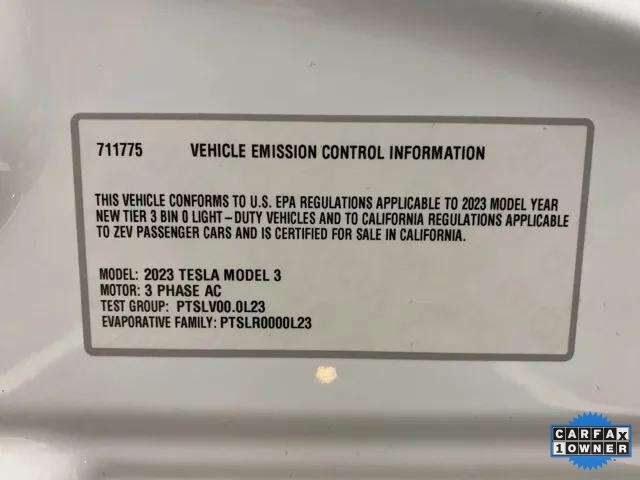 711775 VEHICLE EMISSION CONTROL INFORMATION
THIS VEHICLE CONFORMS TO U.S. EPA REGULATIONS APPLICABLE TO 2023 MODEL YEAR
NEW TIER 3 BIN 0 LIGHT-DUTY VEHICLES AND TO CALIFORNIA REGULATIONS APPLICABLE
TO ZEV PASSENGER CARS AND IS CERTIFIED FOR SALE IN CALIFORNIA.
MODEL: 2023 TESLA MODEL 3
MOTOR: 3 PHASE AC
TEST GROUP: PTSLV00.0L23
EVAPORATIVE FAMILY: PTSLR0000L23
CARFAX
1 OWNER